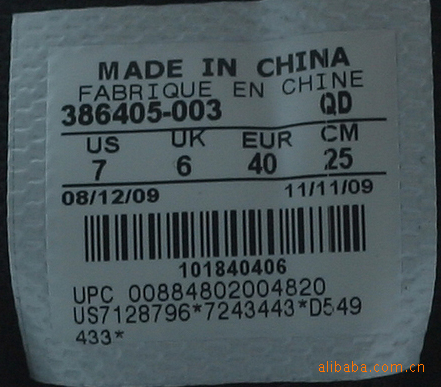 MADE IN CHINA
FABRIQUE EN CHINE
386405-003 QD
US UK EUR CM
7 6 40 25
08/12/09 11/11/09
101840406
UPC 00884802004820
US7128796*7243443*D549
433*
alibaba.com.cn